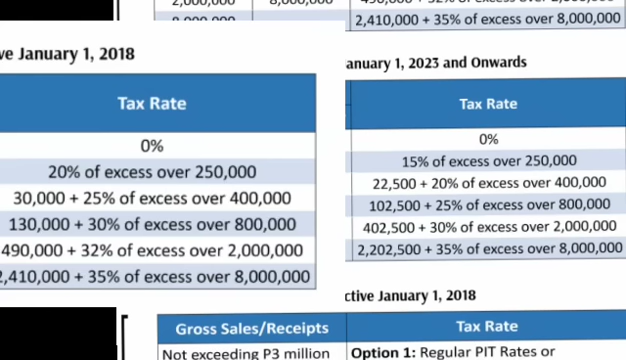 2,410,000 + 35% of excess over 8,000,000
ve January 1, 2018
Tax Rate
0%
20% of excess over 250,000
30,000 + 25% of excess over 400,000
130,000 + 30% of excess over 800,000
490,000 + 32% of excess over 2,000,000
2,410,000 + 35% of excess over 8,000,000
anuary 1, 2023 and Onwards
Tax Rate
0%
15% of excess over 250,000
22,500 + 20% of excess over 400,000
102,500 + 25% of excess over 800,000
402,500 + 30% of excess over 2,000,000
2,202,500 + 35% of excess over 8,000,000
ctive January 1, 2018
Gross Sales/Receipts
Tax Rate
Not exceeding P3 million
Option 1: Regular PIT Rates or